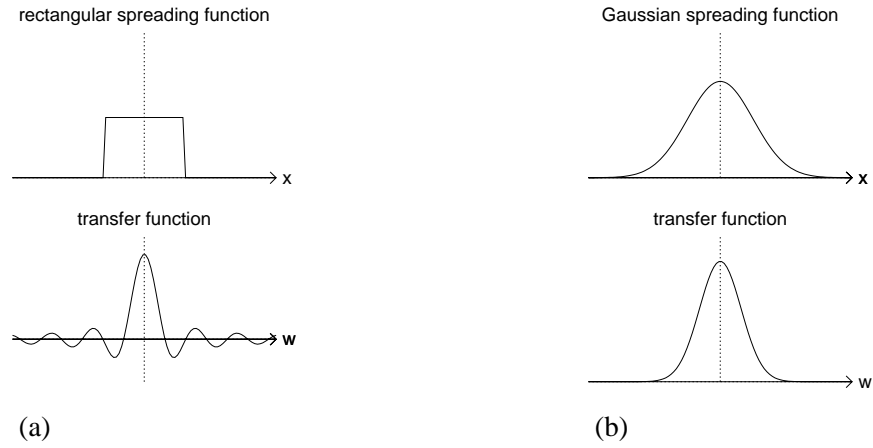 rectangular spreading function
x
transfer function
w
(a)
Gaussian spreading function
x
transfer function
w
(b)